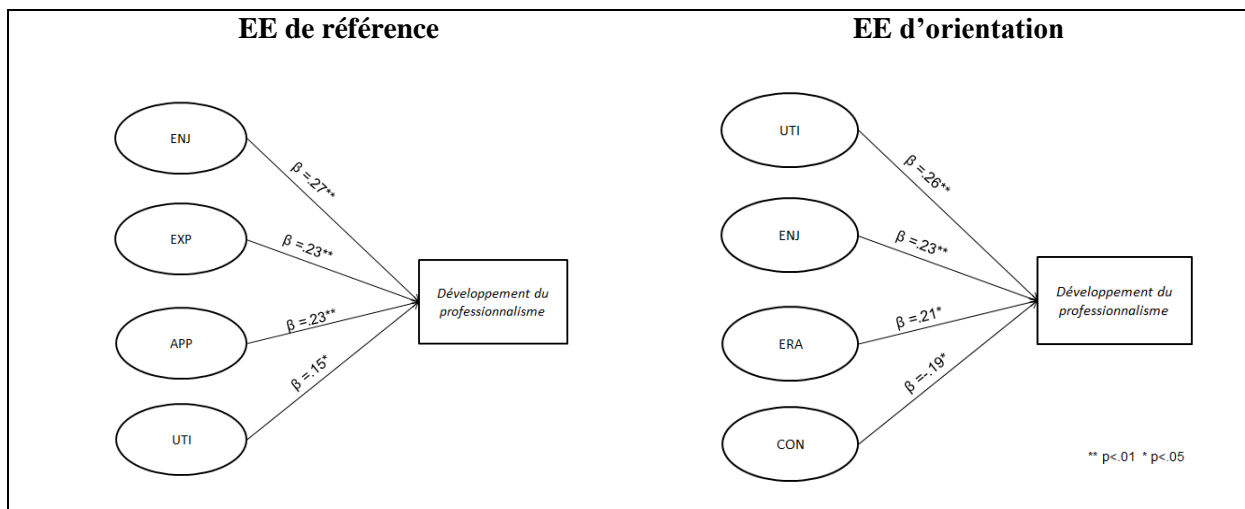 EE de référence
ENJ
EXP
APP
UTI
β =.27**
β =.23**
β =.23**
β =.15*
Développement du
professionnalisme
EE d’orientation
UTI
ENJ
ERA
CON
β =.26**
β =.23**
β =.21*
β =-.19*
Développement du
professionnalisme
** p<.01 * p<.05